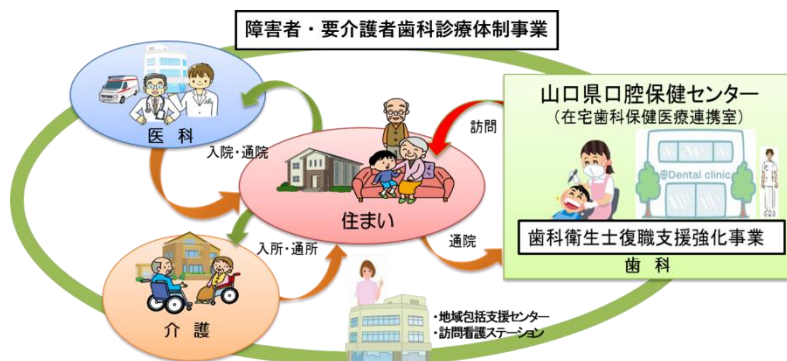 障害者・要介護者歯科診療体制事業
医 科
入院・通院
住まい
訪問
山口県口腔保健センター
（在宅歯科保健医療連携室）
Dental clinic
歯科衛生士復職支援強化事業
歯 科
入所・通所
通院
介 護
・地域包括支援センター
・訪問看護ステーション